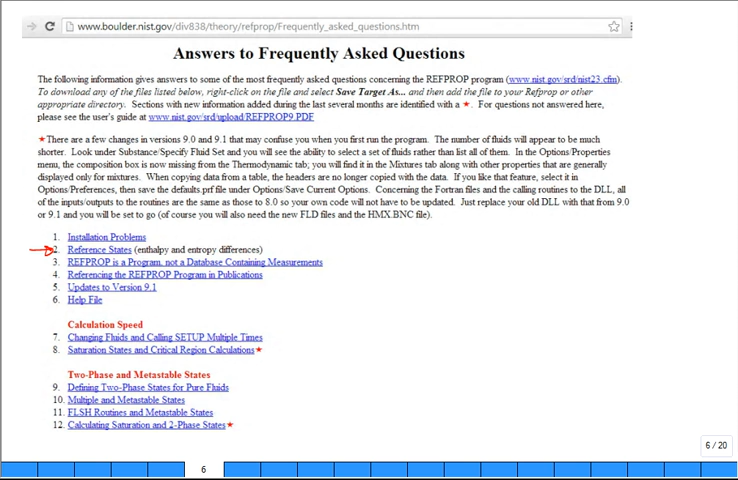 www.boulder.nist.gov/div838/theory/refprop/Frequently_asked_questions.htm
Answers to Frequently Asked Questions
The following information gives answers to some of the most frequently asked questions concerning the REFPROP program (www.nist.gov/srd/nist23.cfm).
To download any of the files listed below, right-click on the file and select Save Target As... and then add the file to your Refprop or other
appropriate directory. Sections with new information added during the last several months are identified with a ★. For questions not answered here,
please see the user's guide at www.nist.gov/srd/upload/REFPROP9.PDF
★There are a few changes in versions 9.0 and 9.1 that may confuse you when you first run the program. The number of fluids will appear to be much
shorter. Look under Substance/Specify Fluid Set and you will see the ability to select a set of fluids rather than list all of them. In the Options/Properties
menu, the composition box is now missing from the Thermodynamic tab; you will find it in the Mixtures tab along with other properties that are generally
displayed only for mixtures. When copying data from a table, the headers are no longer copied with the data. If you like that feature, select it in
Options/Preferences, then save the defaults.prf file under Options/Save Current Options. Concerning the Fortran files and the calling routines to the DLL, all
of the inputs/outputs to the routines are the same as those to 8.0 so your own code will not have to be updated. Just replace your old DLL with that from 9.0
or 9.1 and you will be set to go (of course you will also need the new FLD files and the HMX.BNC file).
1. Installation Problems
2. Reference States (enthalpy and entropy differences)
3. REFPROP is a Program, not a Database Containing Measurements
4. Referencing the REFPROP Program in Publications
5. Updates to Version 9.1
6. Help File
Calculation Speed
7. Changing Fluids and Calling SETUP Multiple Times
8. Saturation States and Critical Region Calculations★
Two-Phase and Metastable States
9. Defining Two-Phase States for Pure Fluids
10. Multiple and Metastable States
11. FLSH Routines and Metastable States
12. Calculating Saturation and 2-Phase States★
6 / 20
6